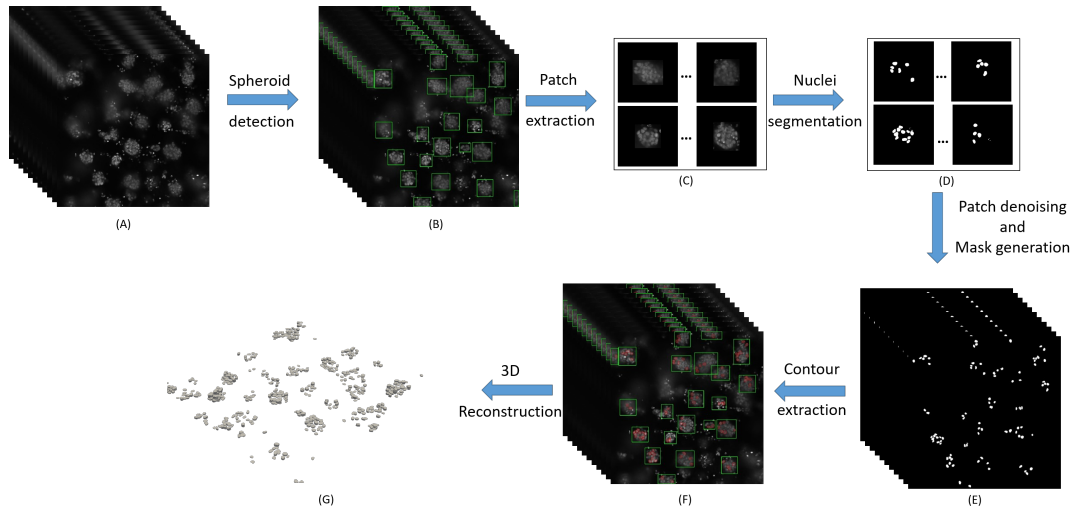 Spheroid
detection
Patch
extraction
...
...
Nuclei
segmentation
...
...
(A)
(B)
(C)
(D)
Patch denoising
and
Mask generation
3D
Reconstruction
Contour
extraction
(G)
(F)
(E)